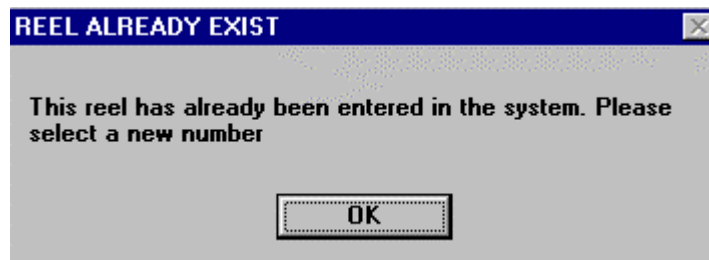 REEL ALREADY EXIST
This reel has already been entered in the system. Please
select a new number
OK